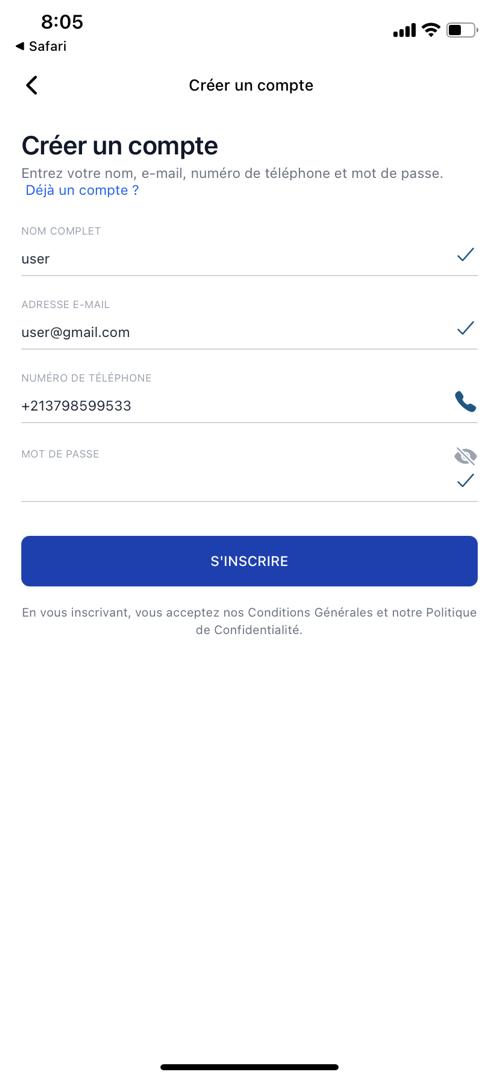 8:05
◀ Safari
Créer un compte
Créer un compte
Entrez votre nom, e-mail, numéro de téléphone et mot de passe.
Déjà un compte ?
NOM COMPLET
user
ADRESSE E-MAIL
user@gmail.com
NUMÉRO DE TÉLÉPHONE
+213798599533
MOT DE PASSE
S'INSCRIRE
En vous inscrivant, vous acceptez nos Conditions Générales et notre Politique
de Confidentialité.